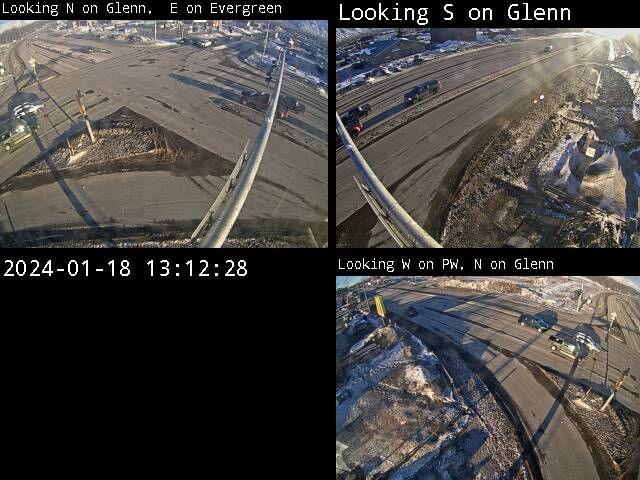 Looking N on Glenn,  E on Evergreen
Looking S on Glenn
2024-01-18 13:12:28
Looking W on PW, N on Glenn